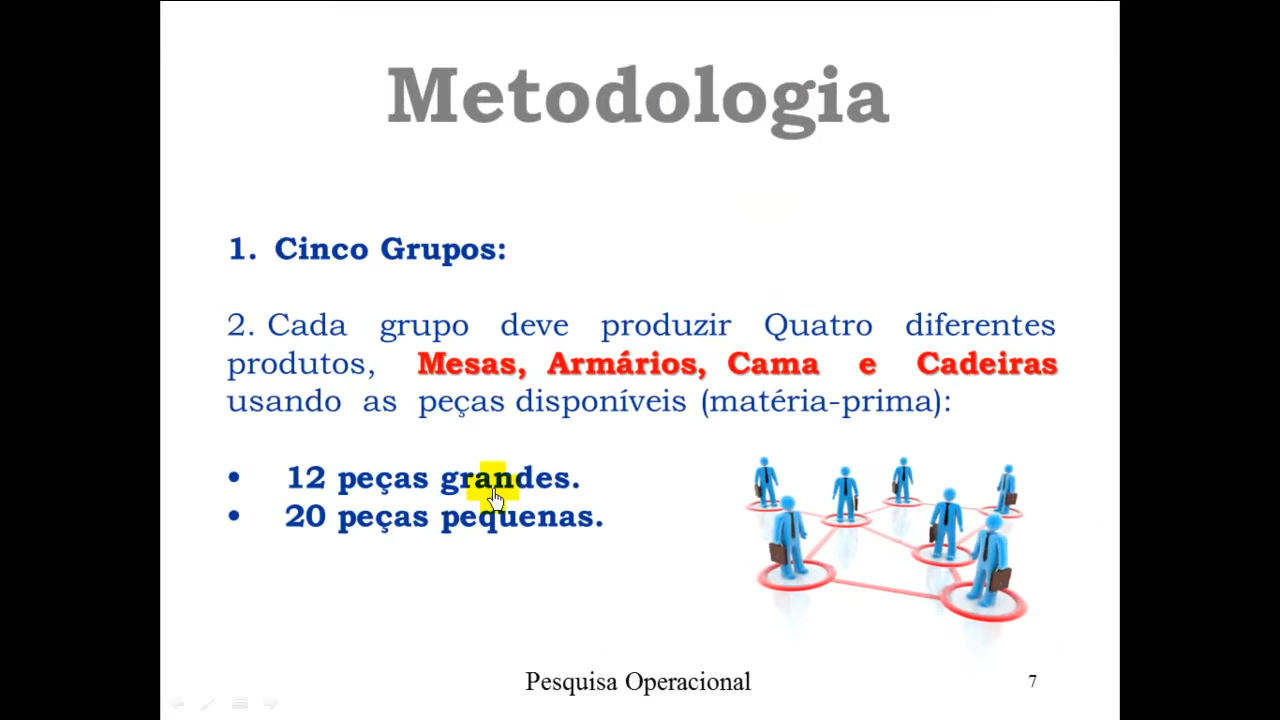 Metodologia
1. Cinco Grupos:
2. Cada grupo deve produzir Quatro diferentes
produtos, Mesas, Armários, Cama e Cadeiras
usando as peças disponíveis (matéria-prima):
• 12 peças grandes.
• 20 peças pequenas.
Pesquisa Operacional
7